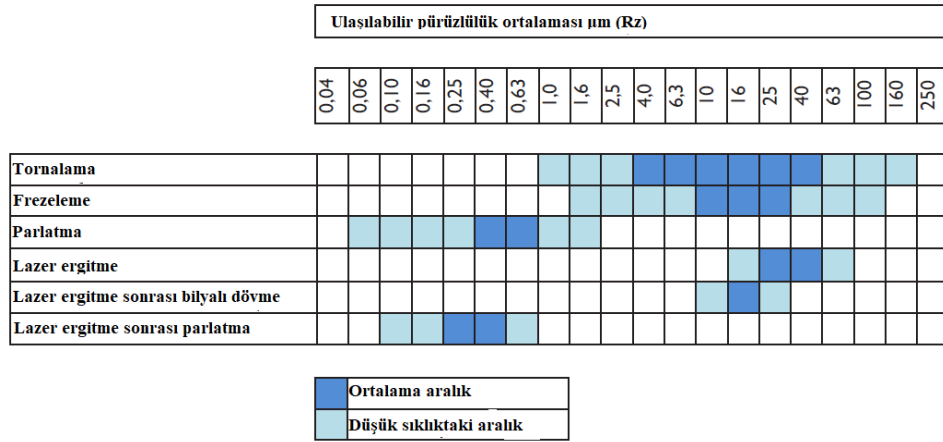 Ulaşılabilir pürüzlülük ortalaması µm (Rz)
0,04 0,06 0,10 0,16 0,25 0,40 0,63 1,0 1,6 2,5 4,0 6,3 10 16 25 40 63 100 160 250
Tornalama
Frezeleme
Parlatma
Lazer ergitme
Lazer ergitme sonrası bilyalı dövme
Lazer ergitme sonrası parlatma
Ortalama aralık
Düşük sıklıktaki aralık